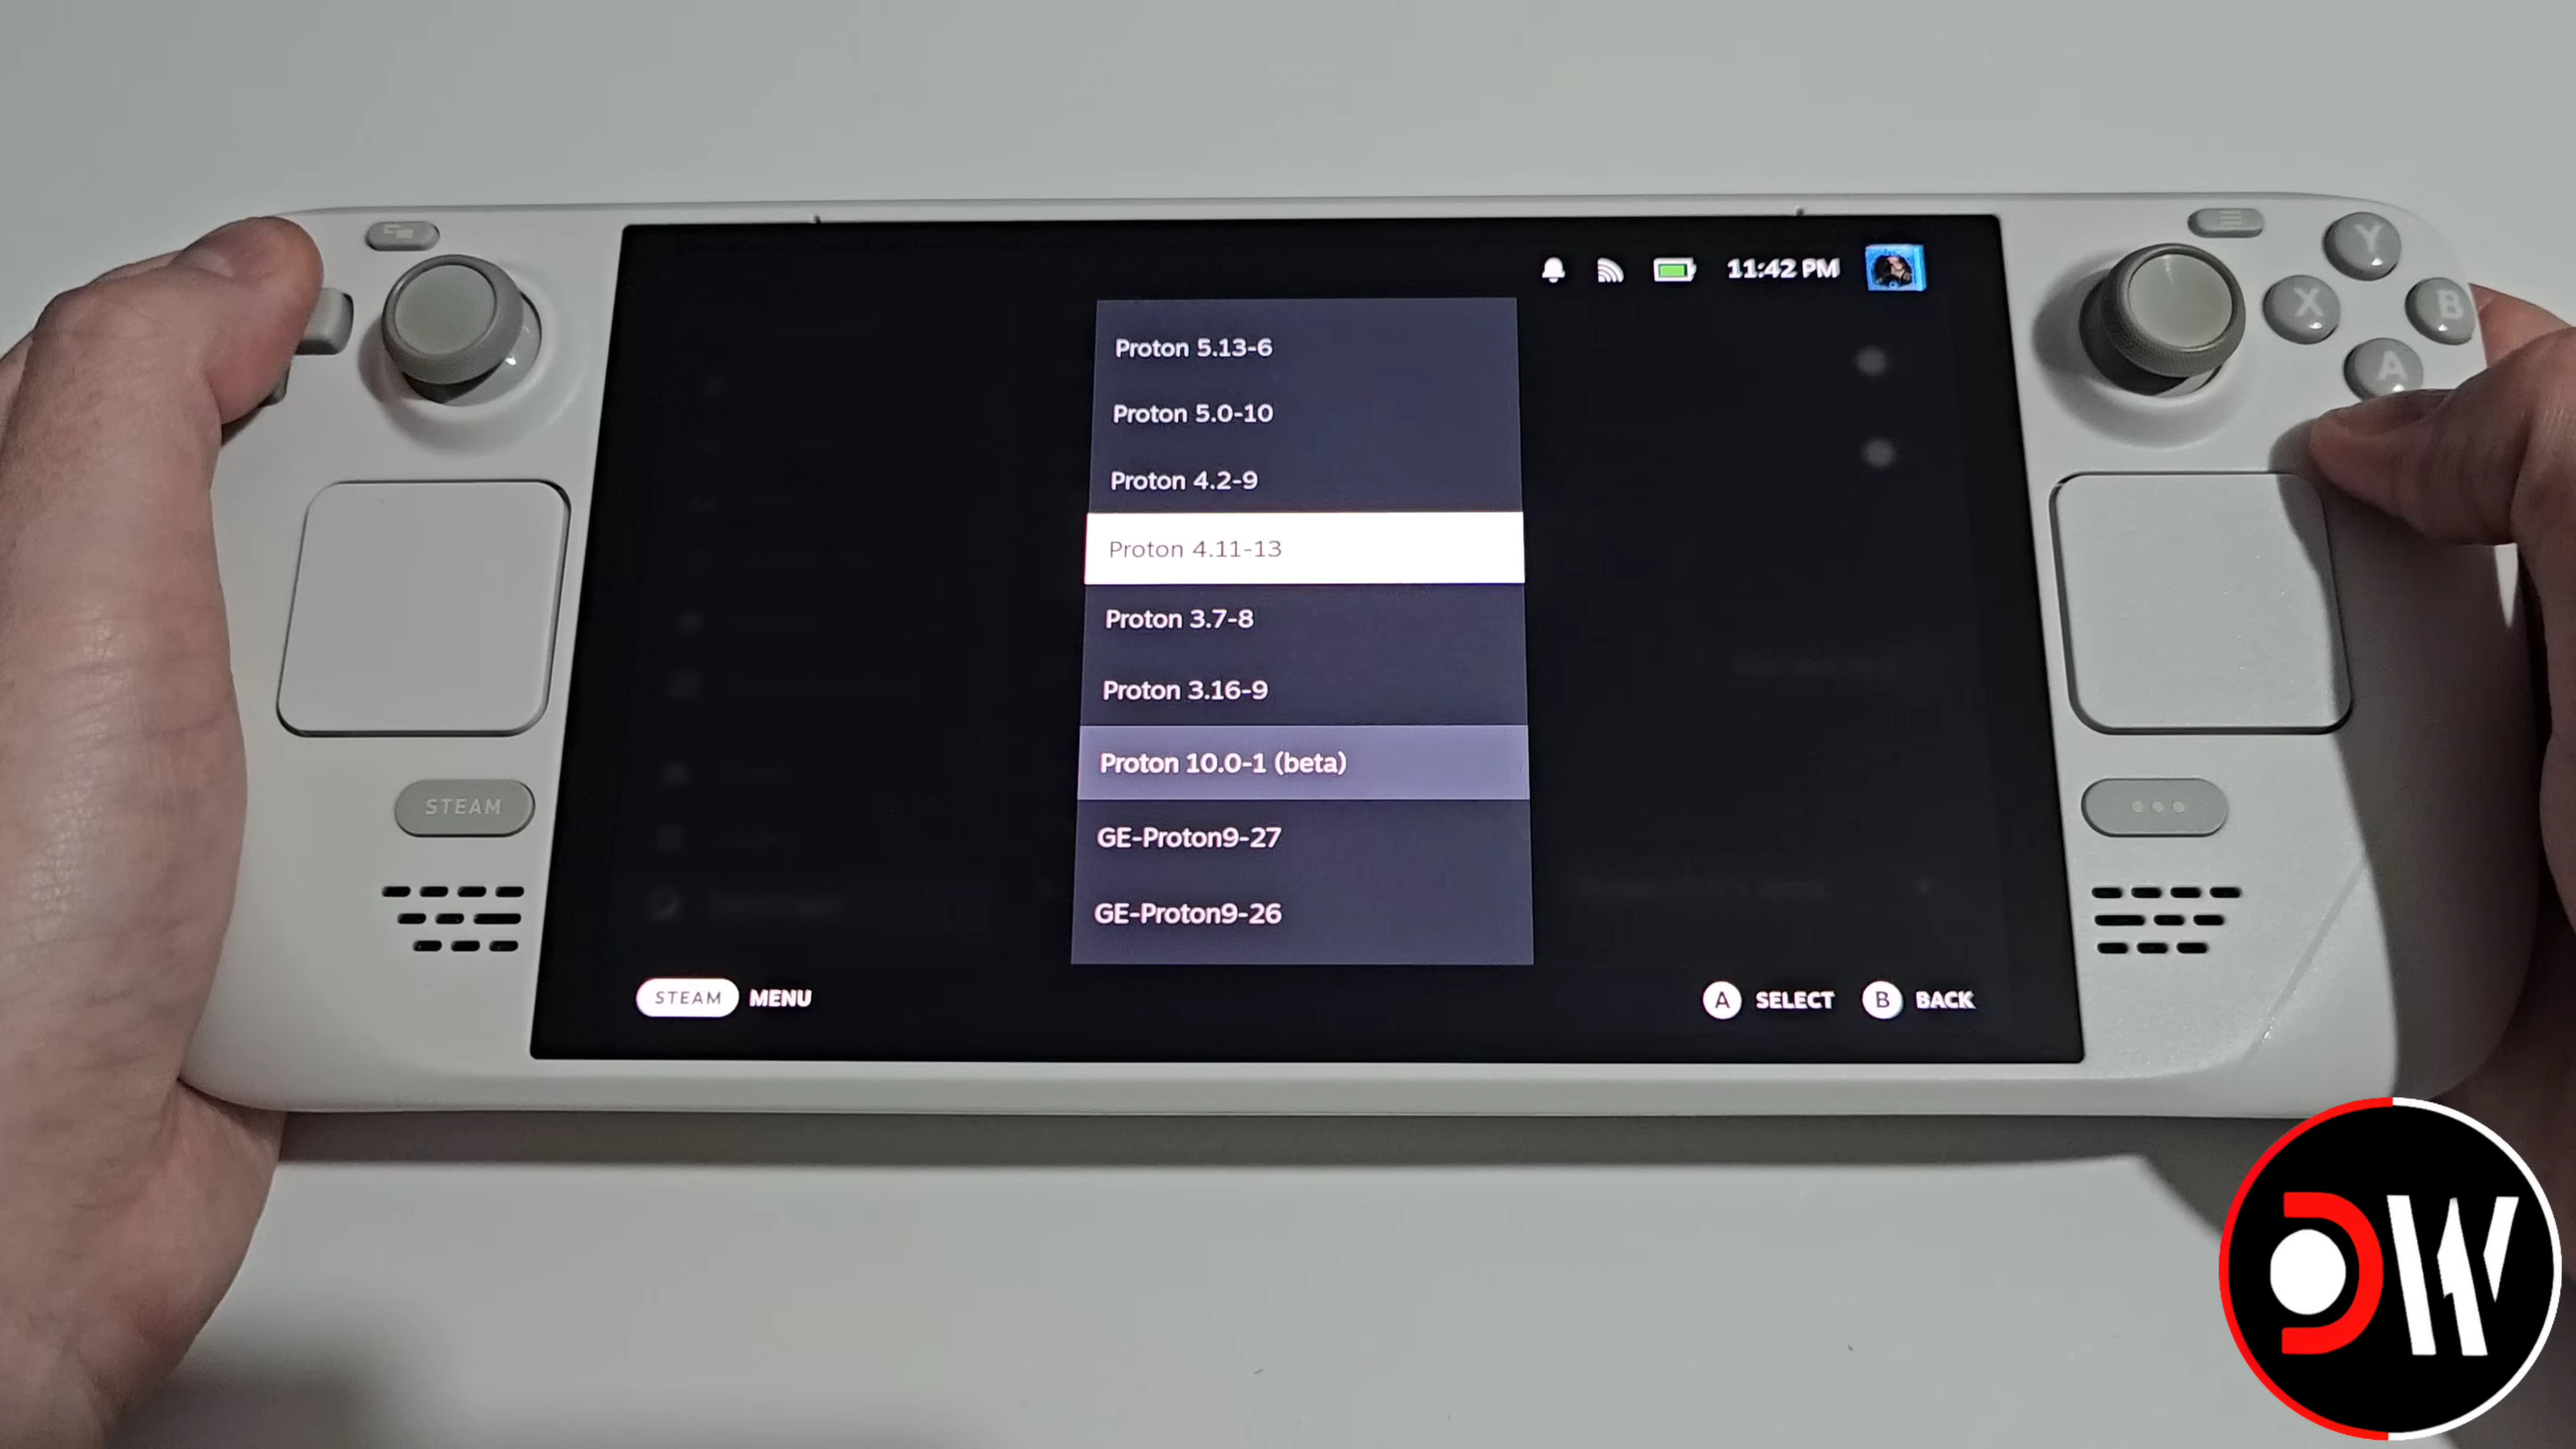 11:42 PM
Proton 5.13-6
Proton 5.0-10
Proton 4.2-9
Proton 4.11-13
Proton 3.7-8
Proton 3.16-9
Proton 10.0-1 (beta)
GE-Proton9-27
GE-Proton9-26
STEAM MENU
A SELECT B BACK
STEAM
Y
X
B
A
DW